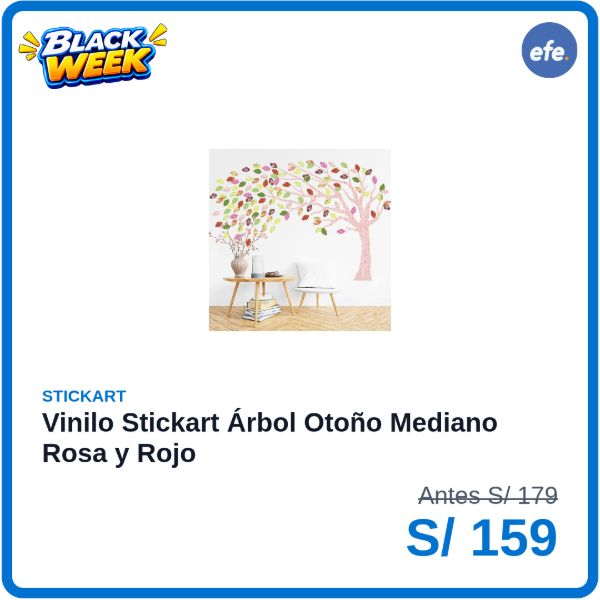 BLACK
WEEK
efe.
STICKART
Vinilo Stickart Árbol Otoño Mediano
Rosa y Rojo
Antes S/ 179
S/ 159